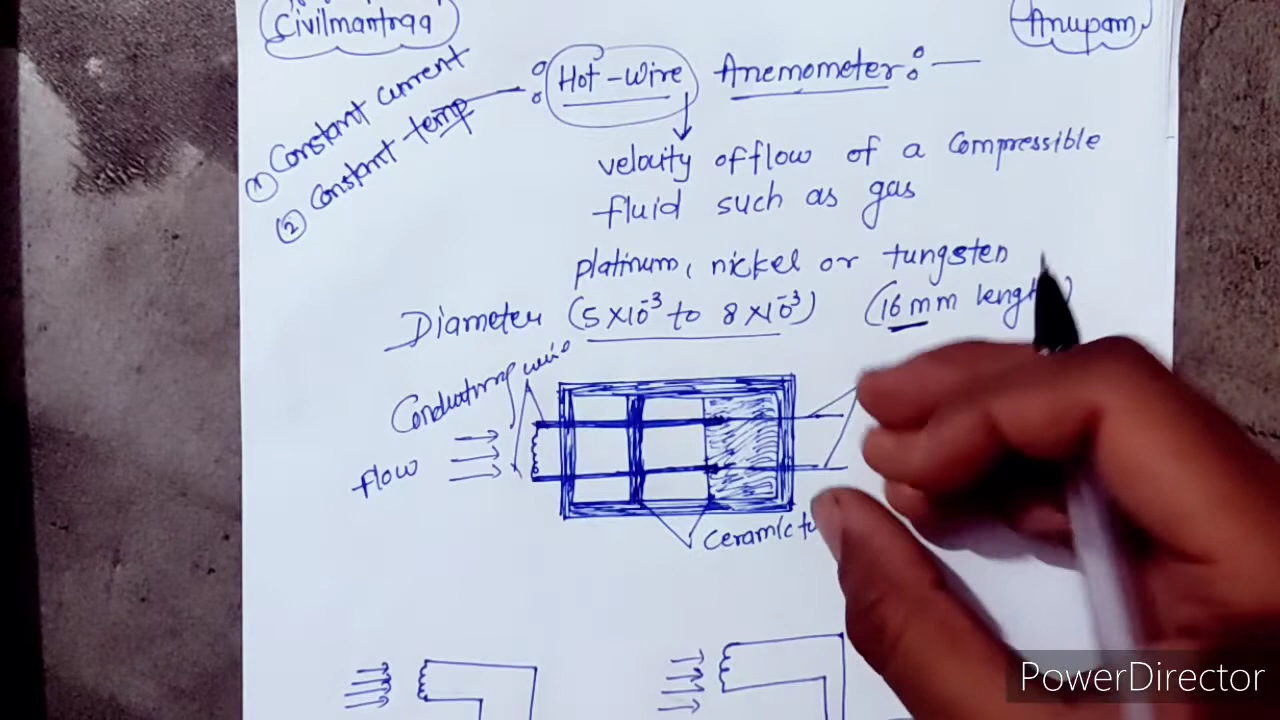 Civilmantraa
Anupam
① Constant current
② Constant temp
Hot-Wire Anemometer:-
velocity of flow of a compressible
fluid such as gas
platinum, nickel or tungsten
Diameter (5×10⁻³ to 8×10⁻³) (16 mm length)
Conducting wire
flow
Ceramic
PowerDirector